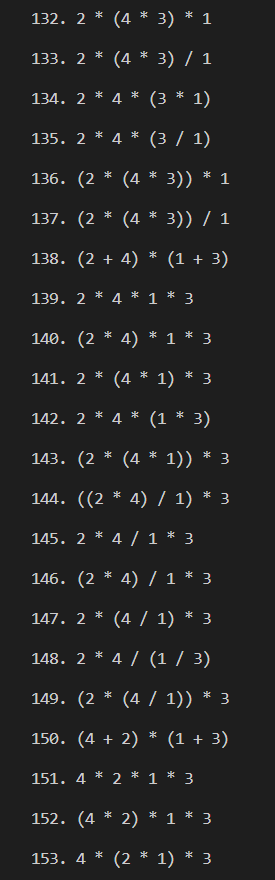 132. 2 * (4 * 3) * 1
133. 2 * (4 * 3) / 1
134. 2 * 4 * (3 * 1)
135. 2 * 4 * (3 / 1)
136. (2 * (4 * 3)) * 1
137. (2 * (4 * 3)) / 1
138. (2 + 4) * (1 + 3)
139. 2 * 4 * 1 * 3
140. (2 * 4) * 1 * 3
141. 2 * (4 * 1) * 3
142. 2 * 4 * (1 * 3)
143. (2 * (4 * 1)) * 3
144. ((2 * 4) / 1) * 3
145. 2 * 4 / 1 * 3
146. (2 * 4) / 1 * 3
147. 2 * (4 / 1) * 3
148. 2 * 4 / (1 / 3)
149. (2 * (4 / 1)) * 3
150. (4 + 2) * (1 + 3)
151. 4 * 2 * 1 * 3
152. (4 * 2) * 1 * 3
153. 4 * (2 * 1) * 3